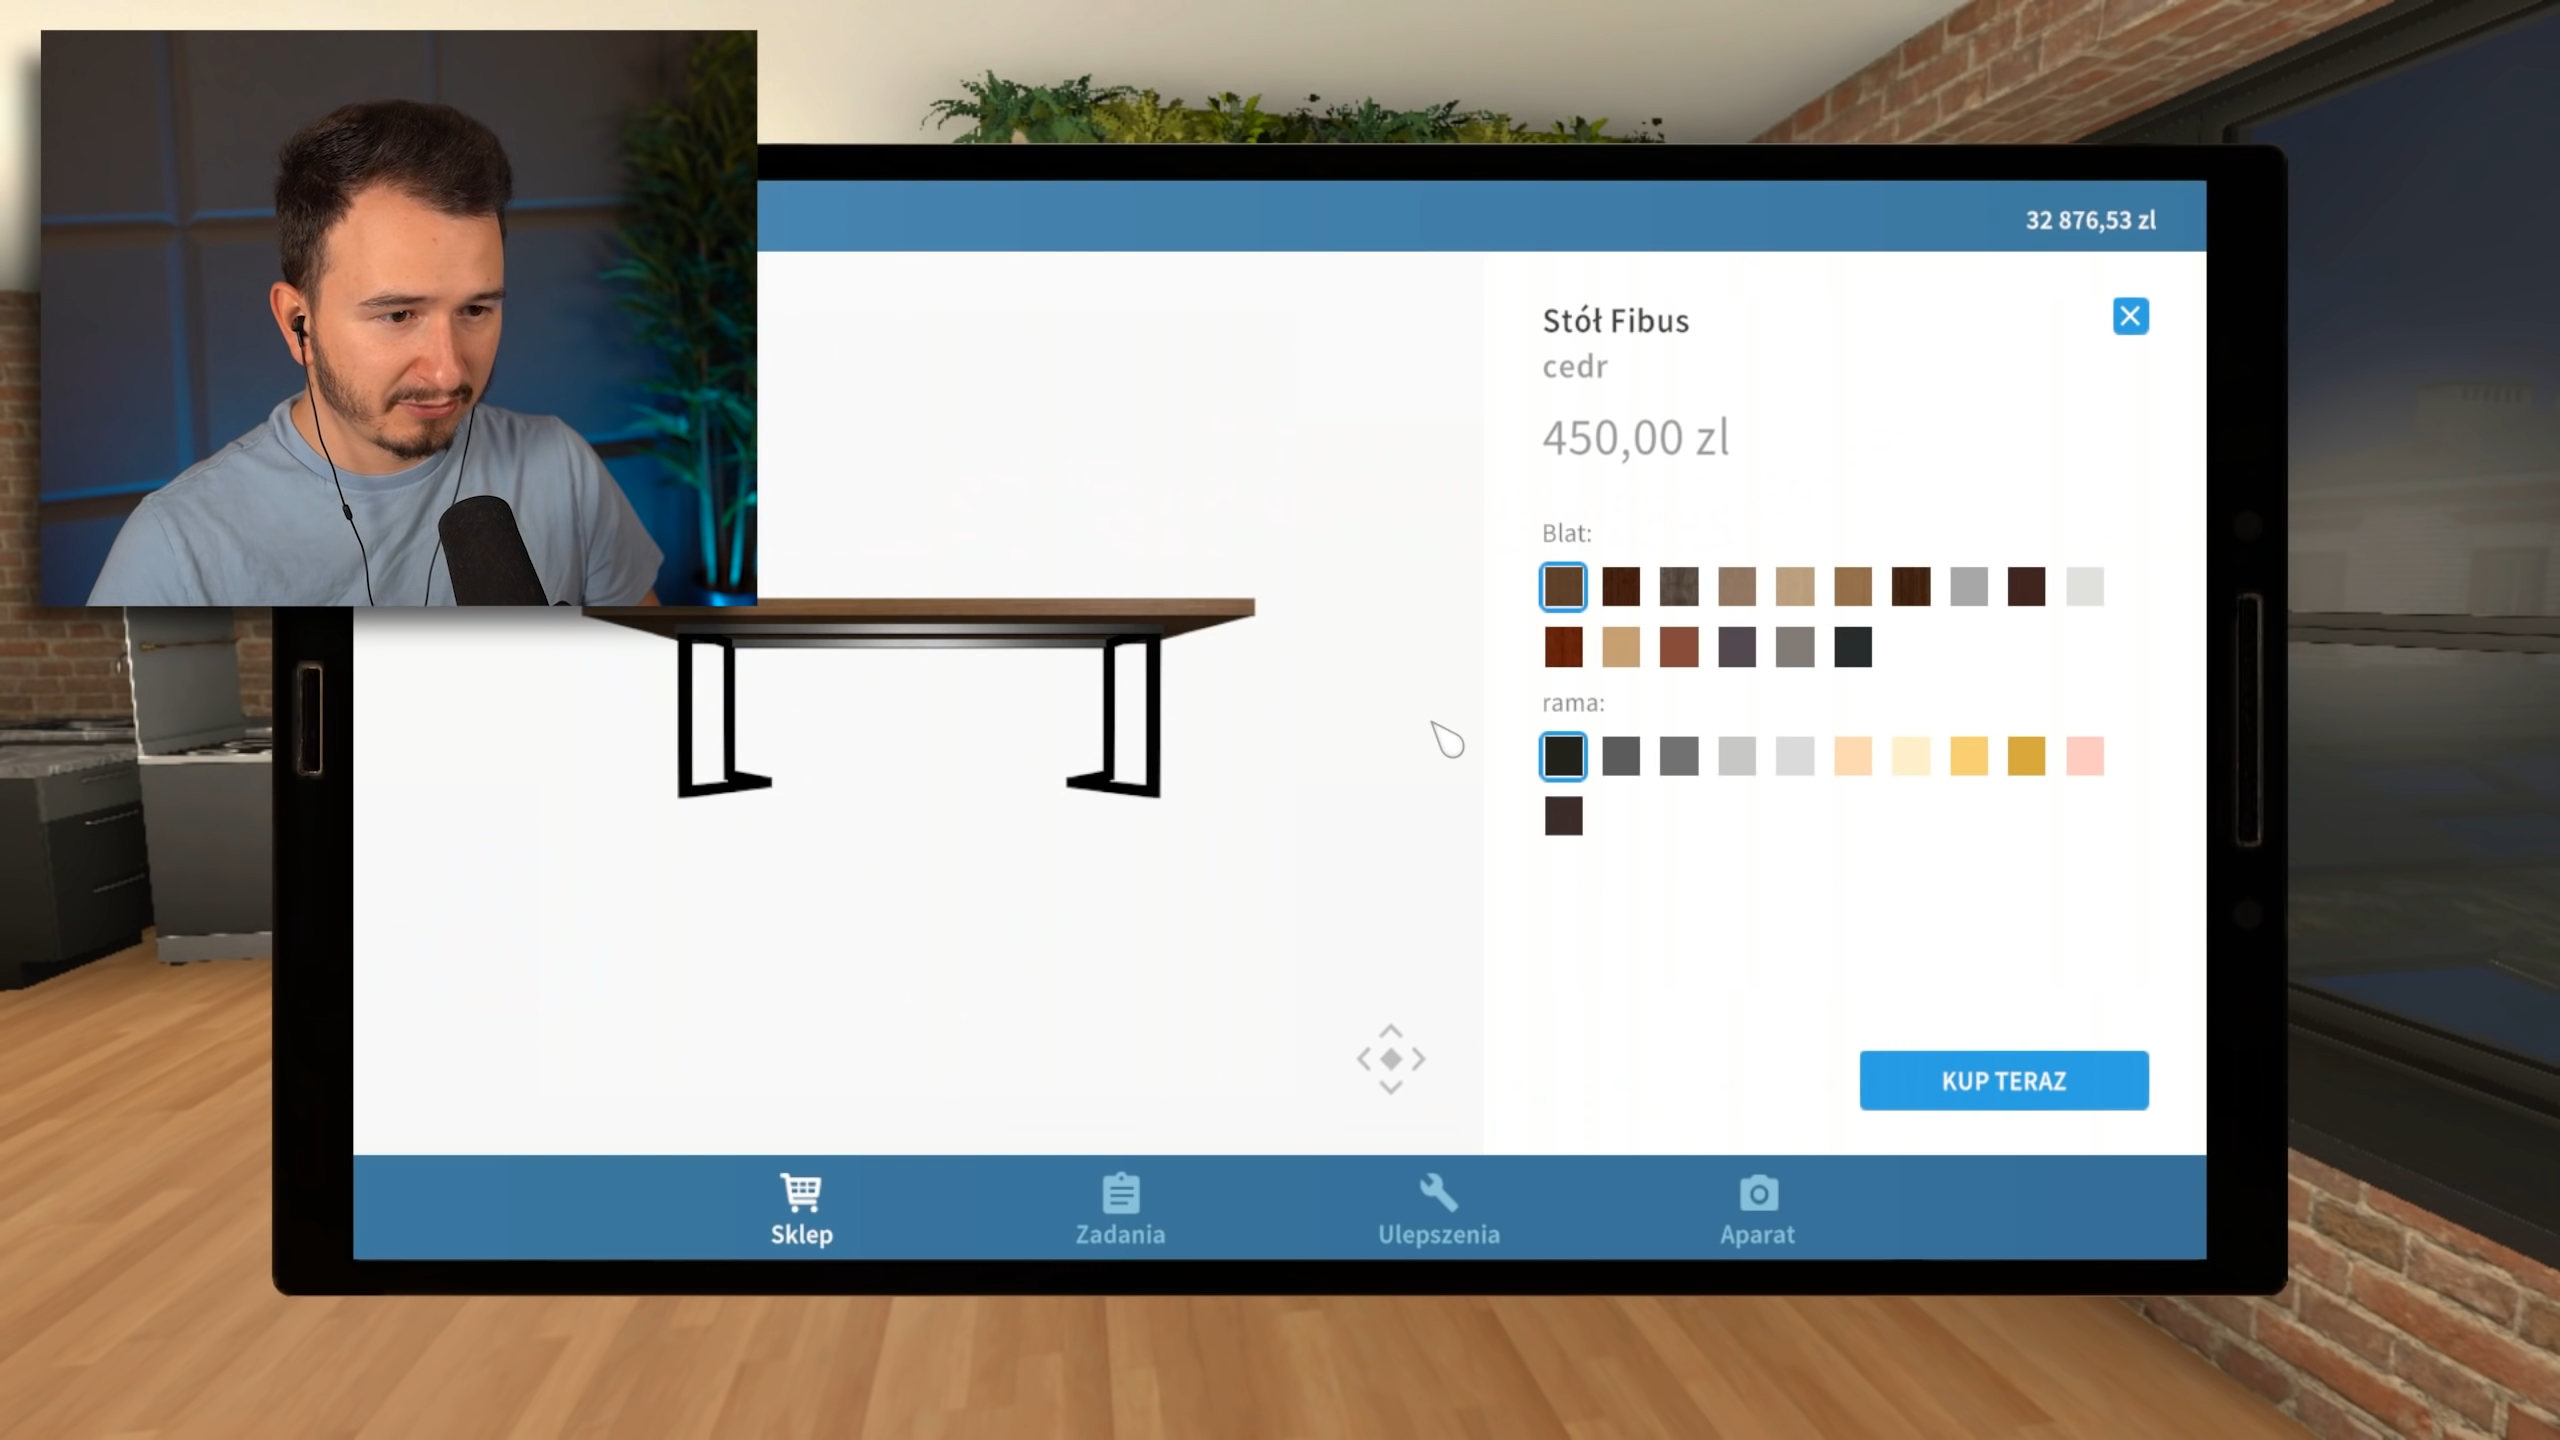 32 876,53 zl
Stół Fibus
cedr
450,00 zl
Blat:
rama:
KUP TERAZ
Sklep
Zadania
Ulepszenia
Aparat